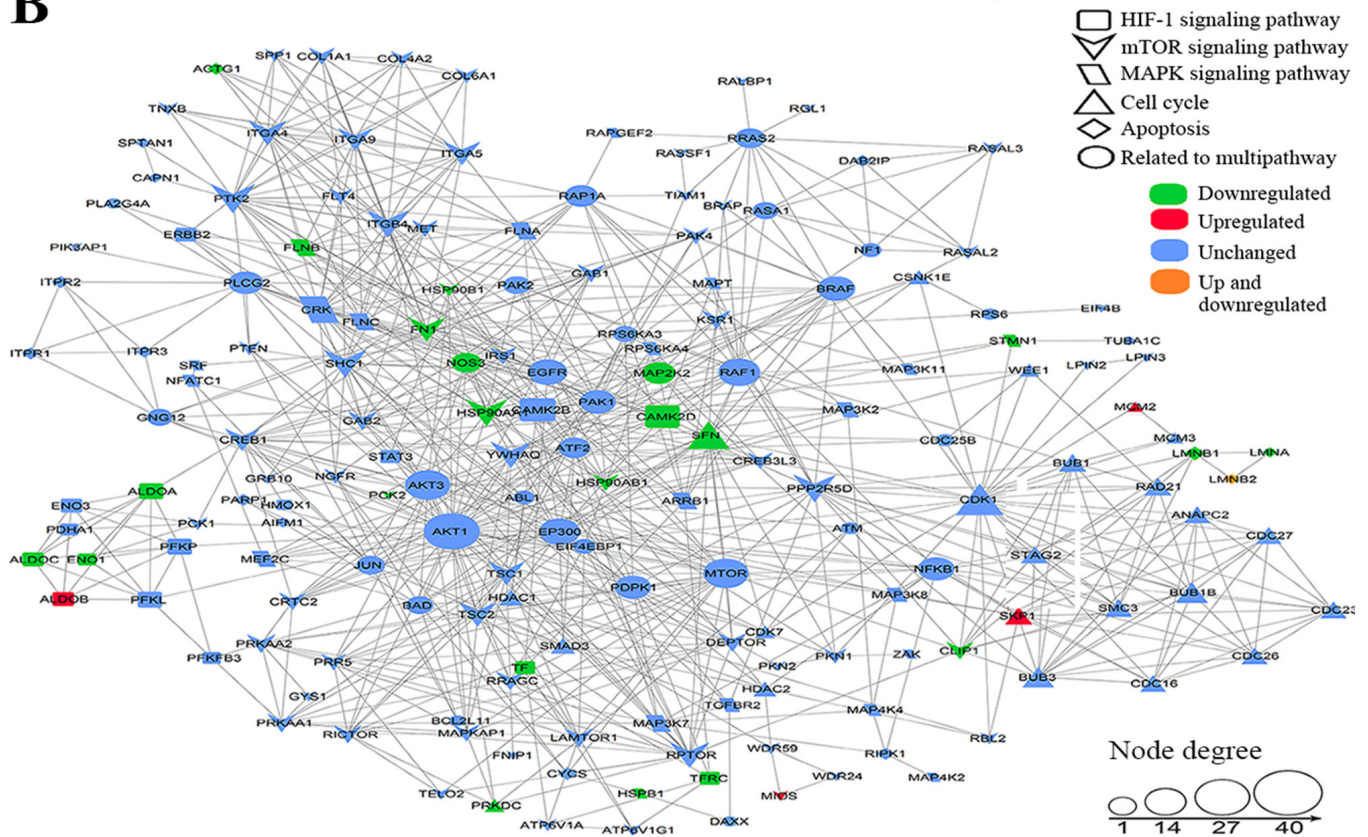 B
HIF-1 signaling pathway
mTOR signaling pathway
MAPK signaling pathway
Cell cycle
Apoptosis
Related to multipathway
Downregulated
Upregulated
Unchanged
Up and
downregulated
SPP1
COL1A1
COL4A2
ACTG1
COL6A1
RALBP1
TNXB
RGL1
ITGA4
ITGA9
RAPGEF2
RRAS2
SPTAN1
ITGA5
RASSF1
DAB2IP
RASAL3
CAPN1
PTK2
FLT4
RAP1A
TIAM1
PLA2G4A
BRAP
RASA1
ITGB4
MET
ERBB2
FLNA
PAK4
PIK3AP1
FLNB
NF1
RASAL2
ITPR2
PLCG2
HSP90B1
PAK2
GAB1
MAPT
BRAF
CSNK1E
CRK
FLNC
FN1
KSR1
RPS6
EIF4B
RPS6KA3
RPS6KA4
STMN1
TUBA1C
ITPR1
ITPR3
PTEN
SRF
NFATC1
SHC1
NOS3
IRS1
EGFR
MAP2K2
RAF1
MAP3K11
WEE1
LPIN2
LPIN3
GNG12
GAB2
HSP90AA1
CAMK2B
PAK1
CAMK2D
MAP3K2
MCM2
CREB1
SFN
CDC25B
MCM3
STAT3
YWHAQ
ATF2
CREB3L3
BUB1
LMNB1
LMNA
GRB10
NGFR
AKT3
HSP90AB1
PPP2R5D
LMNB2
ALDOA
PARP1
HMOX1
PCK2
ABL1
ARRB1
CDK1
RAD21
ENO3
PDHA1
PCK1
AIFM1
AKT1
EP300
EIF4EBP1
ATM
ANAPC2
PFKP
CDC27
ALDOC
ENO1
MEF2C
JUN
TSC1
MTOR
NFKB1
STAG2
ALDOB
PFKL
CRTC2
BAD
HDAC1
PDPK1
MAP3K8
BUB1B
TSC2
SKP1
SMC3
CDC23
PRKAA2
SMAD3
CDK7
DEPTOR
PFKFB3
PRR5
TF
RRAGC
PKN2
PKN1
ZAK
CLIP1
CDC26
GYS1
HDAC2
BUB3
CDC16
PRKAA1
RICTOR
BCL2L11
MAPKAP1
MAP3K7
TGFBR2
MAP4K4
LAMTOR1
RPTOR
WDR59
RBL2
FNIP1
RIPK1
CYCS
TFRC
WDR24
MAP4K2
TELO2
PRKDC
HSPB1
MIOS
ATP6V1A
ATP6V1G1
DAXX
Node degree
1 14 27 40